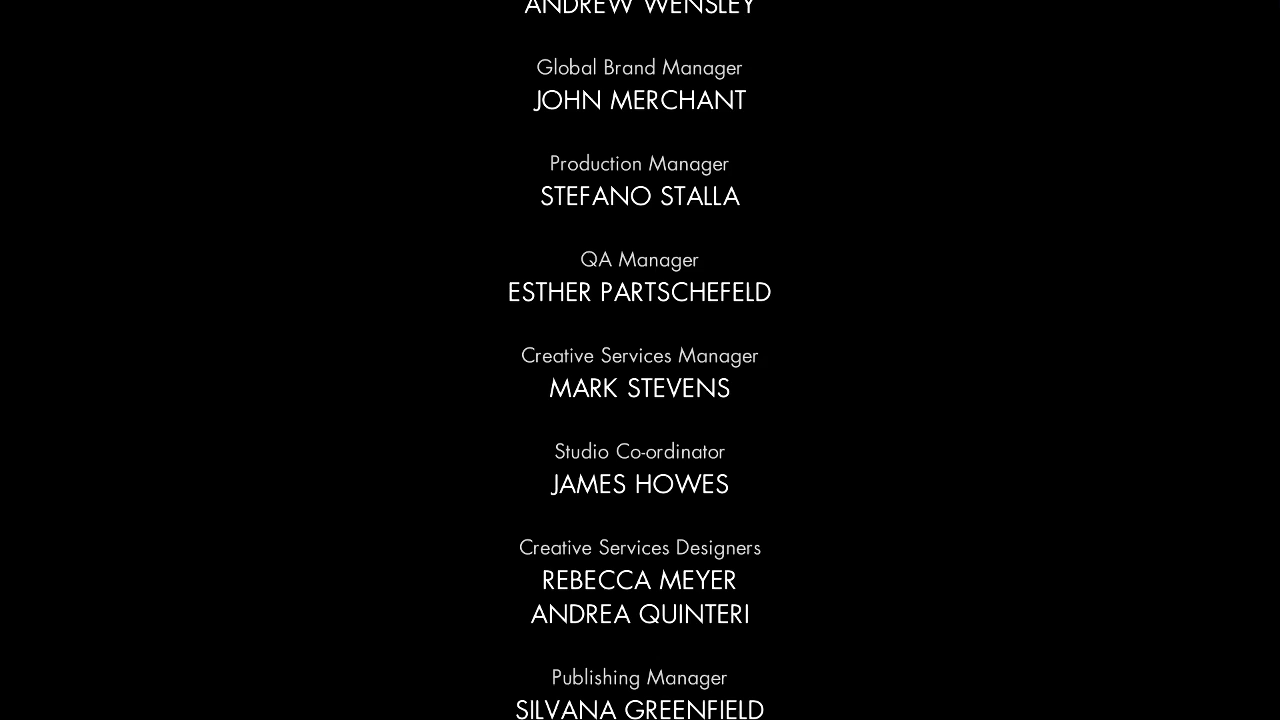 ANDREW WENSLEY
Global Brand Manager
JOHN MERCHANT
Production Manager
STEFANO STALLA
QA Manager
ESTHER PARTSCHEFELD
Creative Services Manager
MARK STEVENS
Studio Co-ordinator
JAMES HOWES
Creative Services Designers
REBECCA MEYER
ANDREA QUINTERI
Publishing Manager
SILVANA GREENFIELD